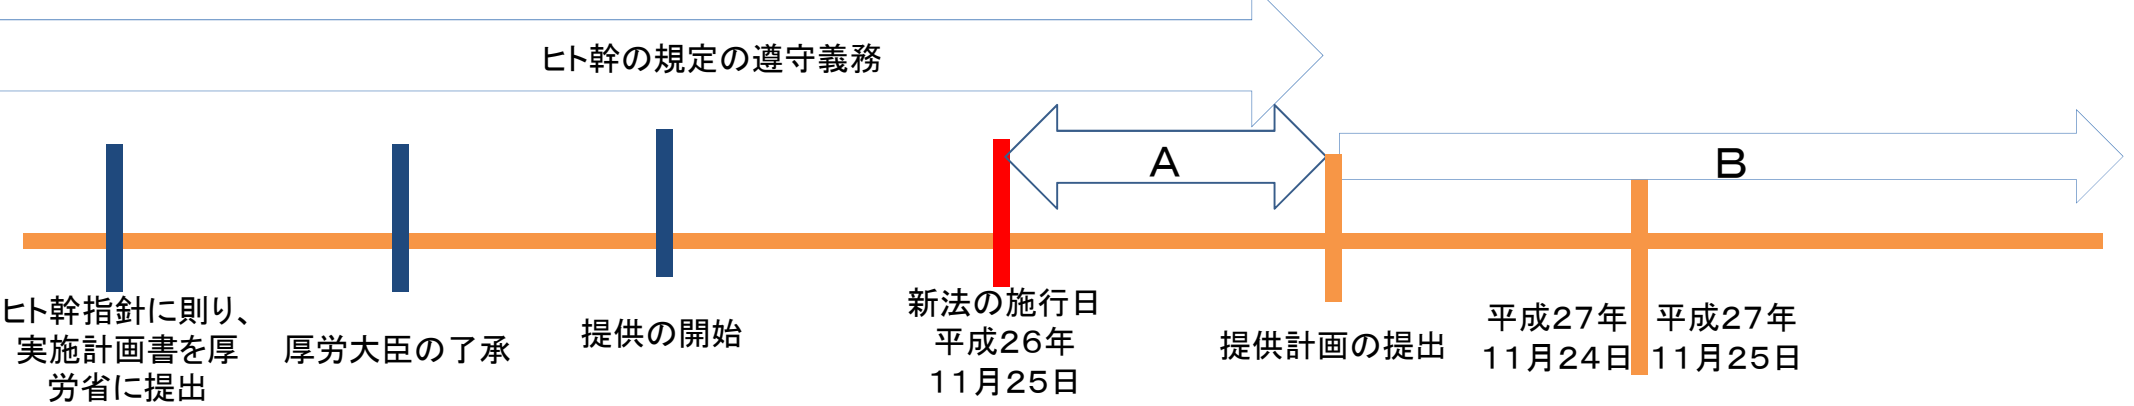 ヒト幹の規定の遵守義務
A
B
ヒト幹指針に則り、
実施計画書を厚
労省に提出
厚労大臣の了承
提供の開始
新法の施行日
平成26年
11月25日
提供計画の提出
平成27年
11月24日
平成27年
11月25日